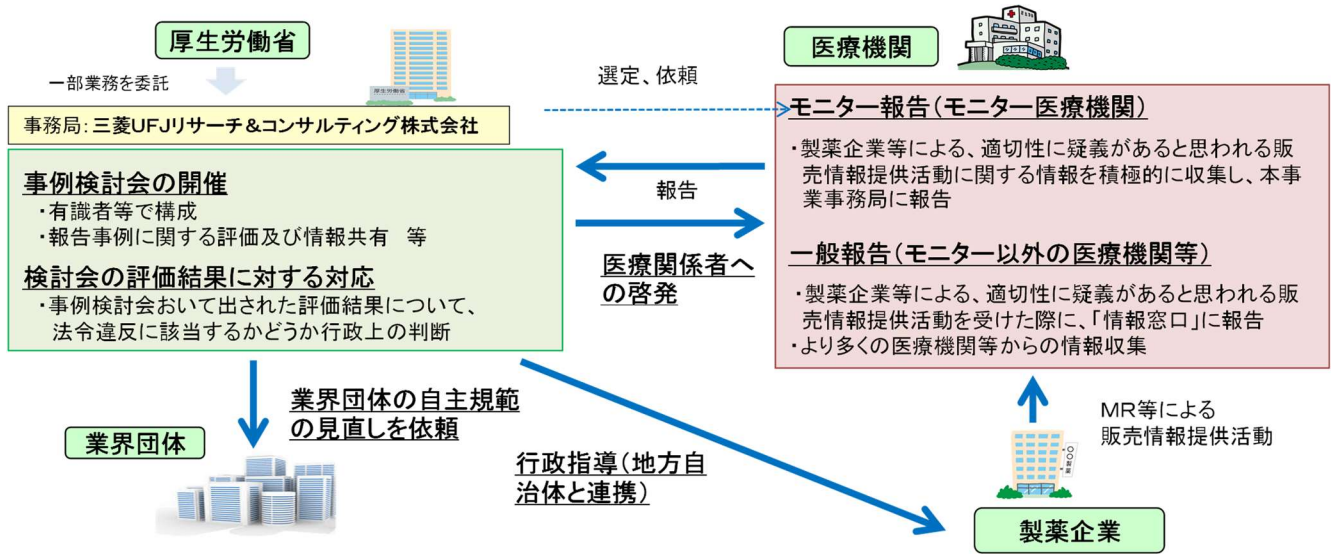 厚生労働省
一部業務を委託
厚生労働省
事務局：三菱UFJリサーチ＆コンサルティング株式会社
事例検討会の開催
・有識者等で構成
・報告事例に関する評価及び情報共有　等
検討会の評価結果に対する対応
・事例検討会おいて出された評価結果について、
法令違反に該当するかどうか行政上の判断
選定、依頼
報告
医療関係者へ
の啓発
医療機関
モニター報告（モニター医療機関）
・製薬企業等による、適切性に疑義があると思われる販
売情報提供活動に関する情報を積極的に収集し、本事
業事務局に報告
一般報告（モニター以外の医療機関等）
・製薬企業等による、適切性に疑義があると思われる販
売情報提供活動を受けた際に、「情報窓口」に報告
・より多くの医療機関等からの情報収集
業界団体の自主規範
の見直しを依頼
業界団体
行政指導（地方自
治体と連携）
MR等による
販売情報提供活動
製薬企業